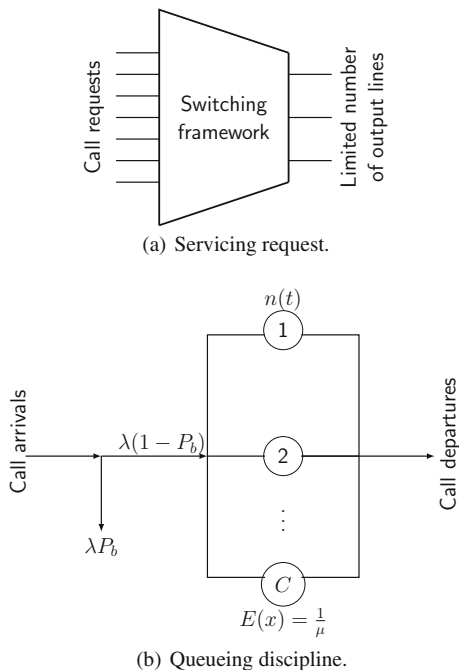 Call requests
Switching
framework
Limited number
of output lines
(a) Servicing request.
n(t)
1
Call arrivals
λ(1 − P_b)
2
Call departures
λP_b
⋮
C
E(x) = 1/μ
(b) Queueing discipline.